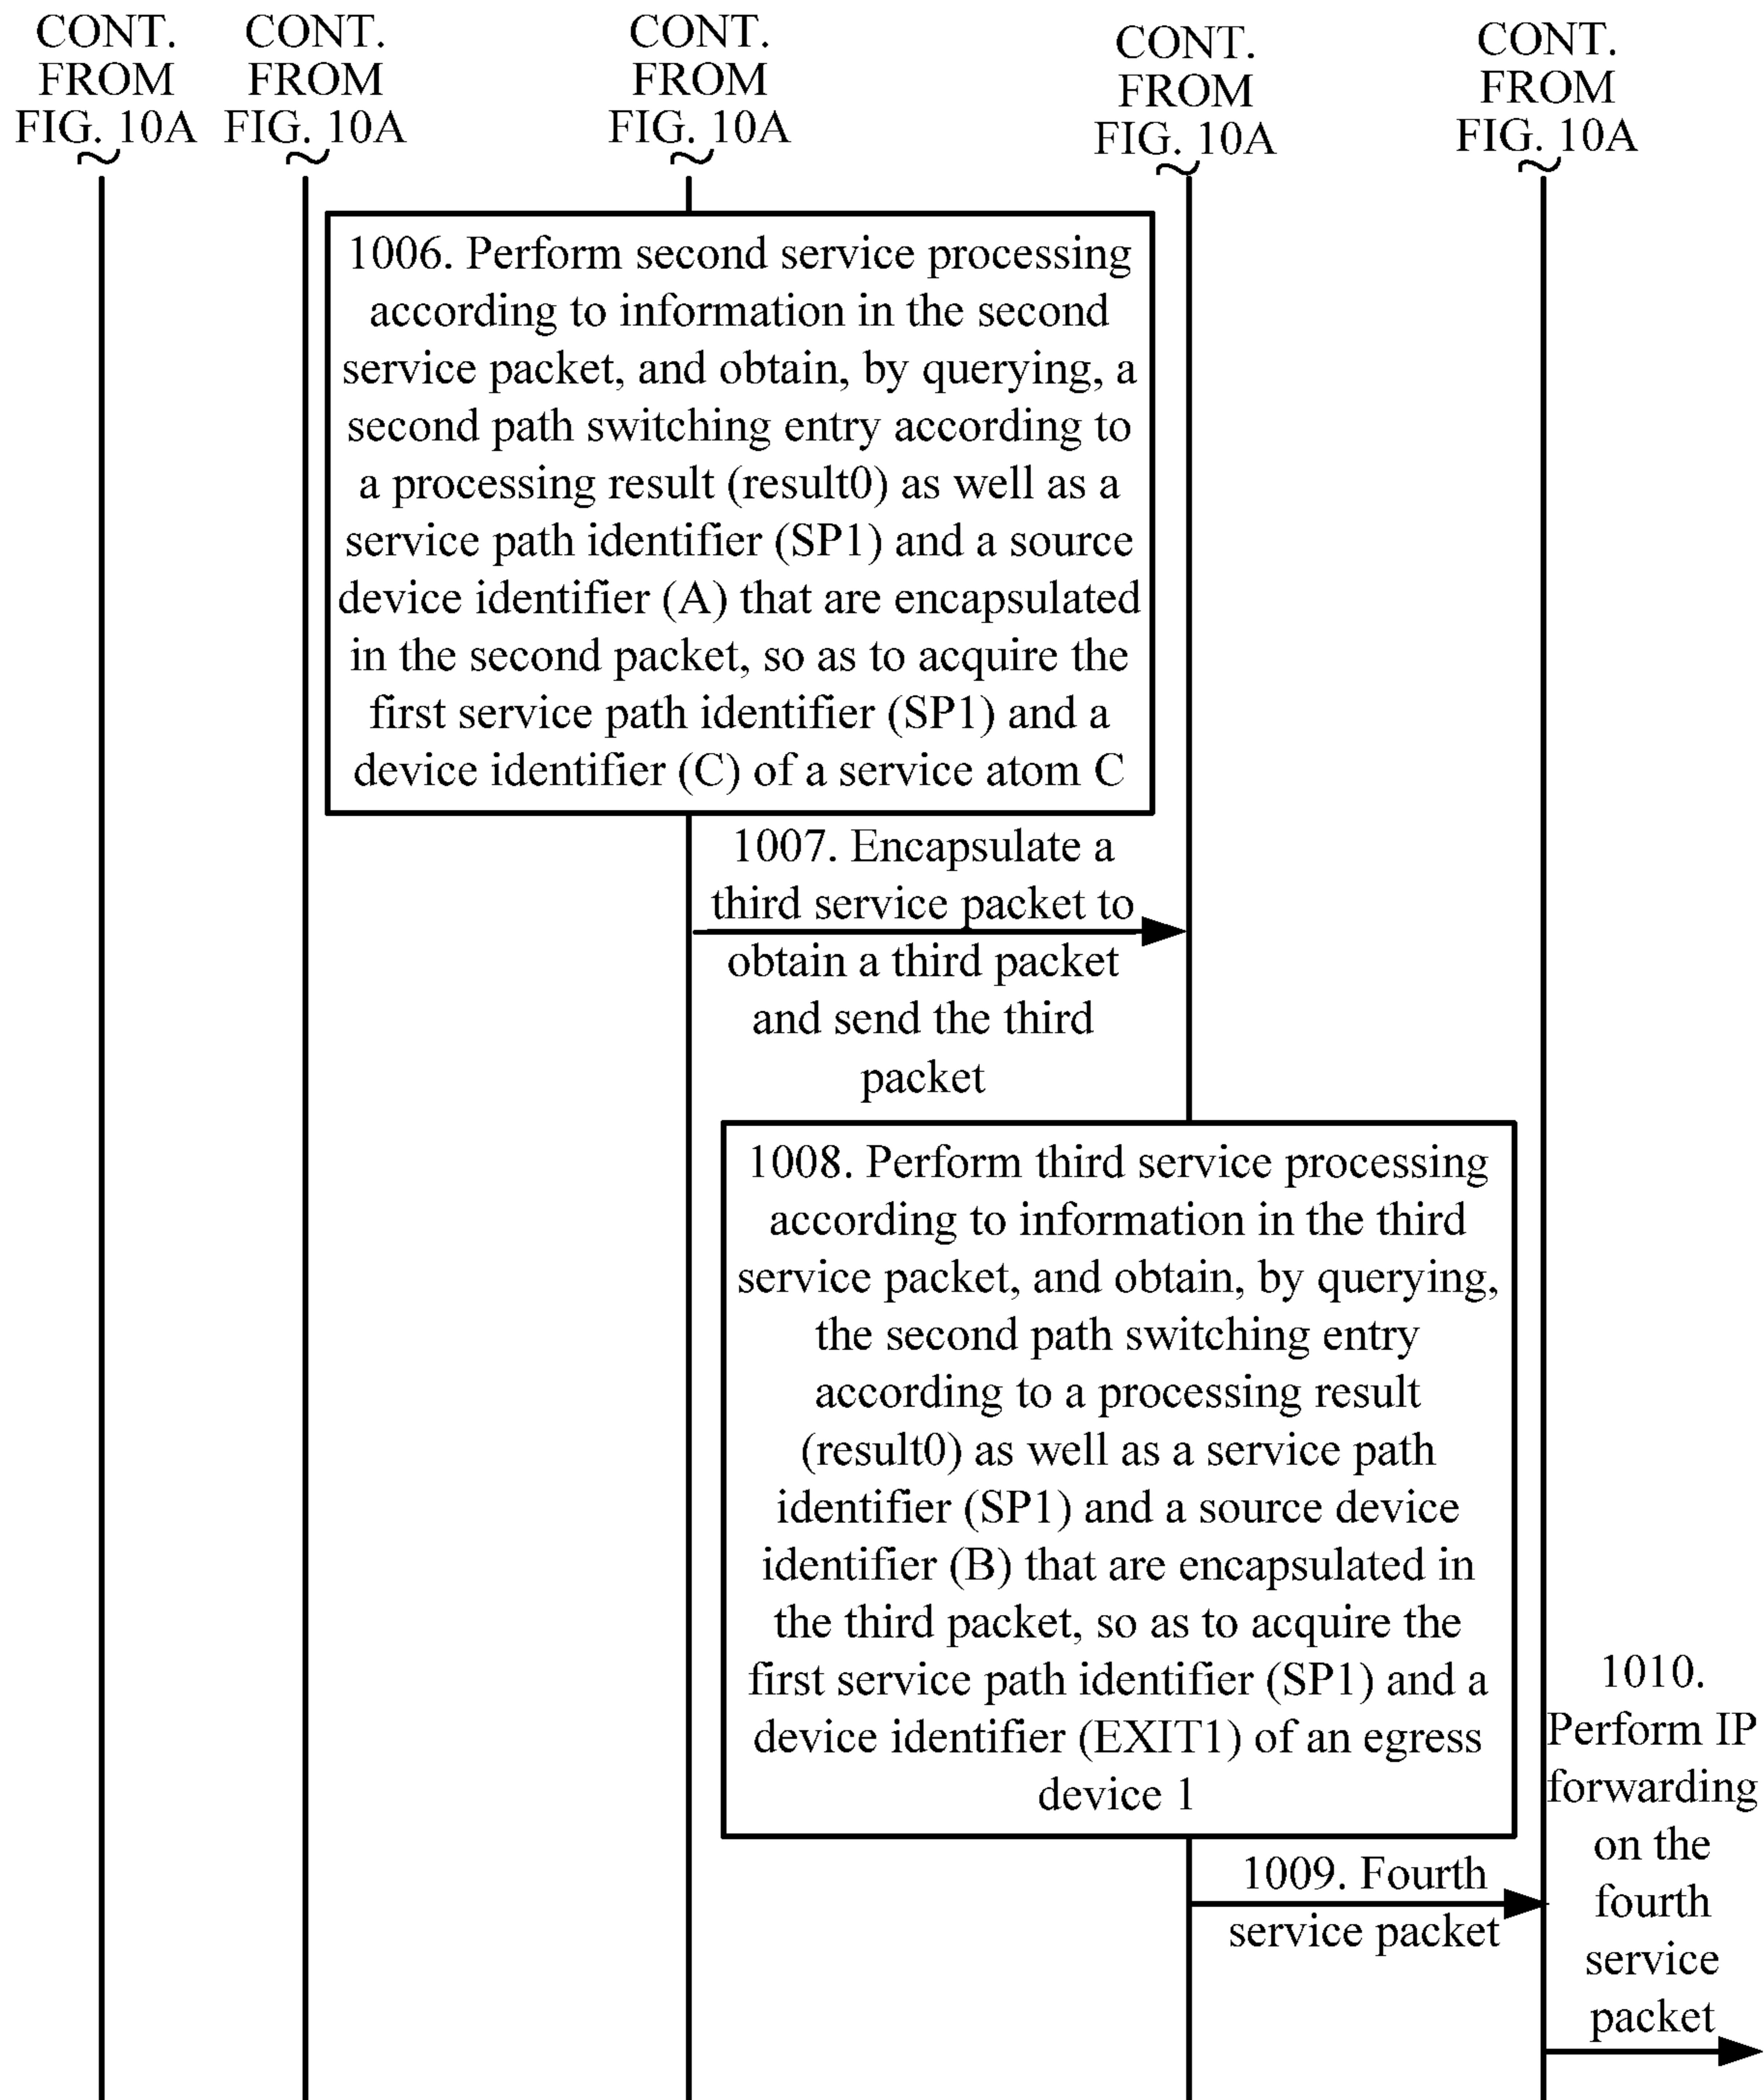 CONT.
FROM
FIG. 10A
CONT.
FROM
FIG. 10A
CONT.
FROM
FIG. 10A
CONT.
FROM
FIG. 10A
CONT.
FROM
FIG. 10A
1006. Perform second service processing
according to information in the second
service packet, and obtain, by querying, a
second path switching entry according to
a processing result (result0) as well as a
service path identifier (SP1) and a source
device identifier (A) that are encapsulated
in the second packet, so as to acquire the
first service path identifier (SP1) and a
device identifier (C) of a service atom C
1007. Encapsulate a
third service packet to
obtain a third packet
and send the third
packet
1008. Perform third service processing
according to information in the third
service packet, and obtain, by querying,
the second path switching entry
according to a processing result
(result0) as well as a service path
identifier (SP1) and a source device
identifier (B) that are encapsulated in
the third packet, so as to acquire the
first service path identifier (SP1) and a
device identifier (EXIT1) of an egress
device 1
1009. Fourth
service packet
1010.
Perform IP
forwarding
on the
fourth
service
packet